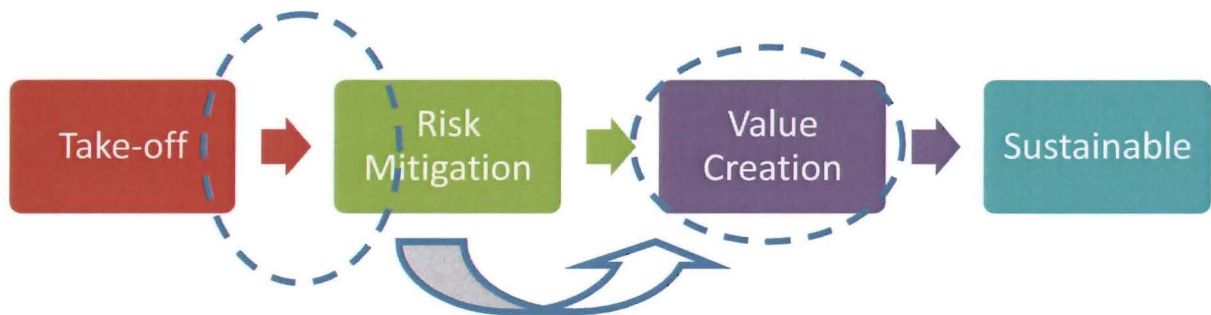 Take-off
Risk
Mitigation
Value
Creation
Sustainable